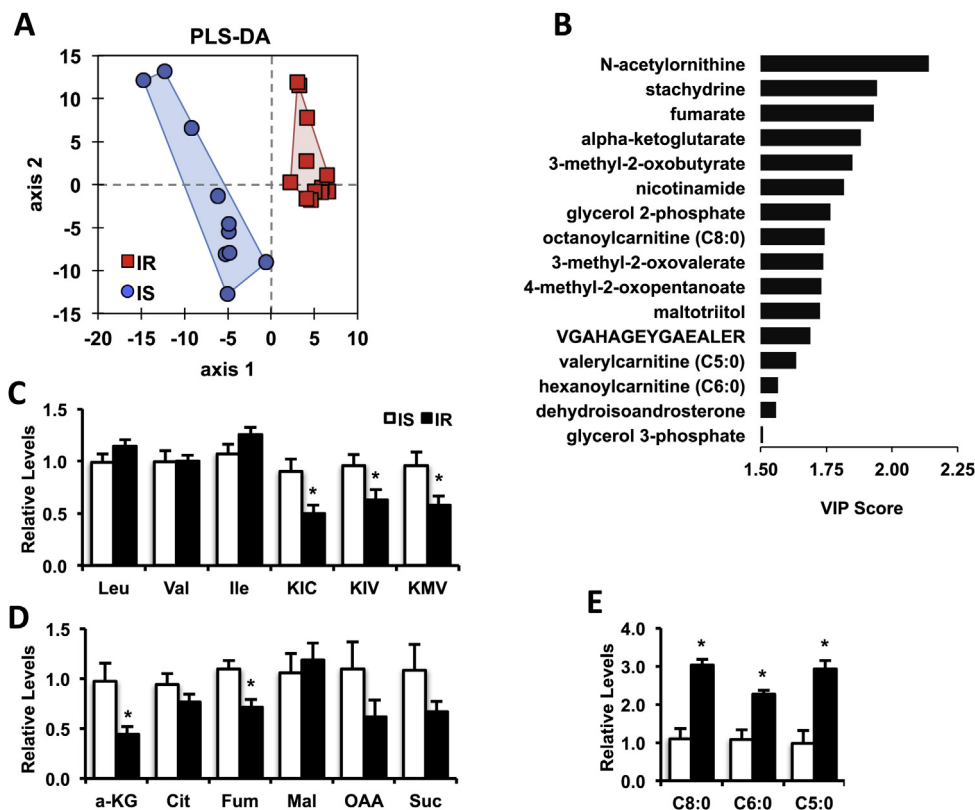 A
PLS-DA
15
10
5
0
-5
-10
-15
axis 2
IR
IS
-20 -15 -10 -5 0 5 10
axis 1
B
N-acetylornithine
stachydrine
fumarate
alpha-ketoglutarate
3-methyl-2-oxobutyrate
nicotinamide
glycerol 2-phosphate
octanoylcarnitine (C8:0)
3-methyl-2-oxovalerate
4-methyl-2-oxopentanoate
maltotriitol
VGAHAGEYGAEALER
valerylcarnitine (C5:0)
hexanoylcarnitine (C6:0)
dehydroisoandrosterone
glycerol 3-phosphate
1.50 1.75 2.00 2.25
VIP Score
C
IS IR
1.5
1.0
0.5
0.0
Relative Levels
* * *
Leu Val Ile KIC KIV KMV
D
1.5
1.0
0.5
0.0
Relative Levels
* *
a-KG Cit Fum Mal OAA Suc
E
4.0
3.0
2.0
1.0
0.0
Relative Levels
* * *
C8:0 C6:0 C5:0